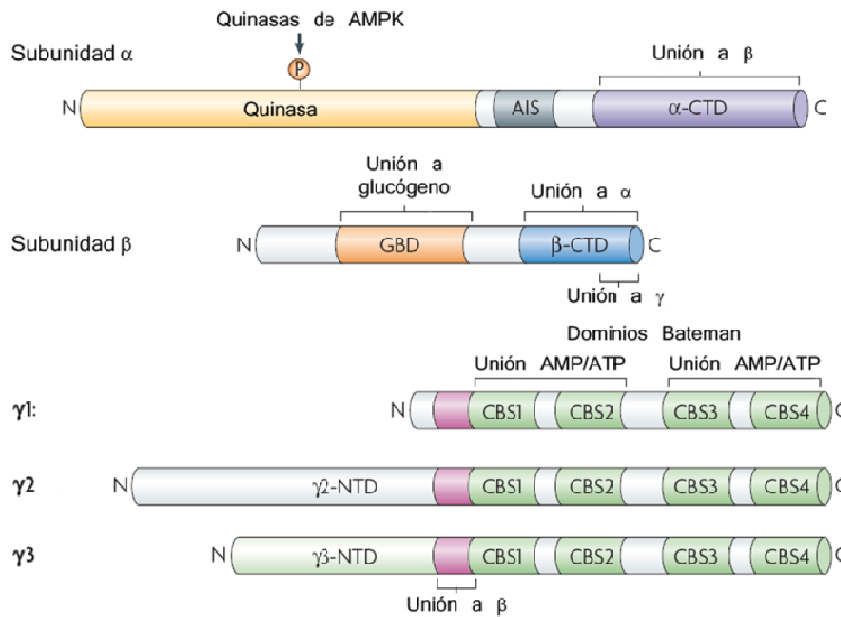 Quinasas de AMPK
Subunidad α
P
Unión a β
N
Quinasa
AIS
α-CTD
C
Unión a
glucógeno
Unión a α
Subunidad β
N
GBD
β-CTD
C
Unión a γ
Dominios Bateman
Unión AMP/ATP
Unión AMP/ATP
γ1:
N
CBS1
CBS2
CBS3
CBS4
C
γ2
N
γ2-NTD
CBS1
CBS2
CBS3
CBS4
C
γ3
N
γ3-NTD
CBS1
CBS2
CBS3
CBS4
C
Unión a β